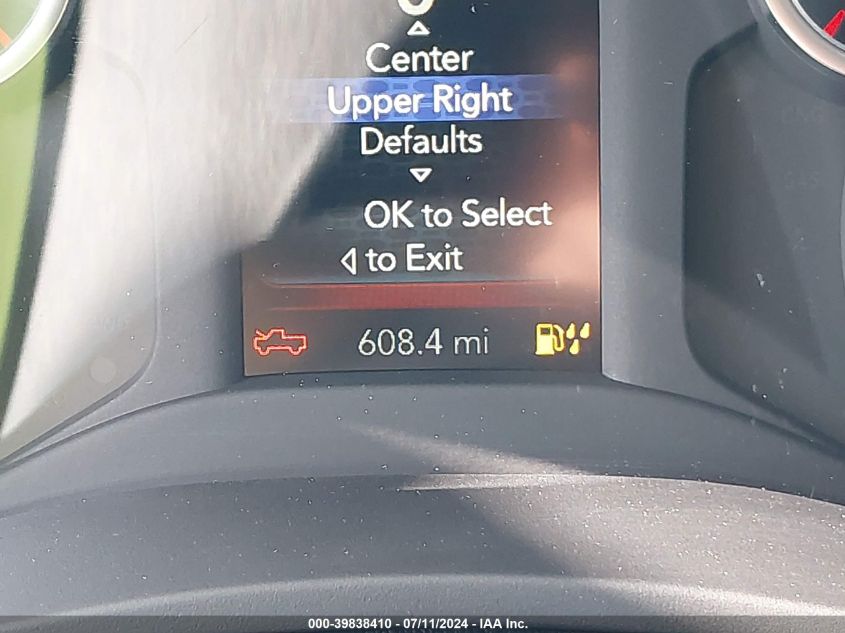 Center
Upper Right
Defaults
OK to Select
to Exit
608.4 mi
000-39838410 - 07/11/2024 - IAA Inc.